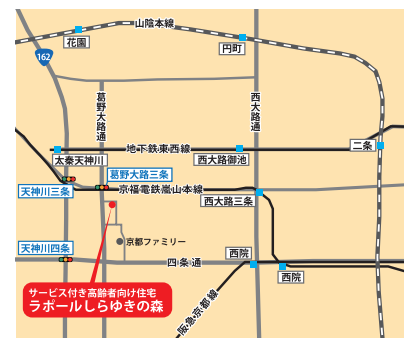 山陰本線
花園
円町
162
葛野大路通
西大路通
地下鉄東西線
二条
太秦天神川
西大路御池
葛野大路三条
天神川三条
京福電鉄嵐山本線
西大路三条
京都ファミリー
天神川四条
四条通
西院
西院
サービス付き高齢者向け住宅
ラポールしらゆきの森
阪急京都線